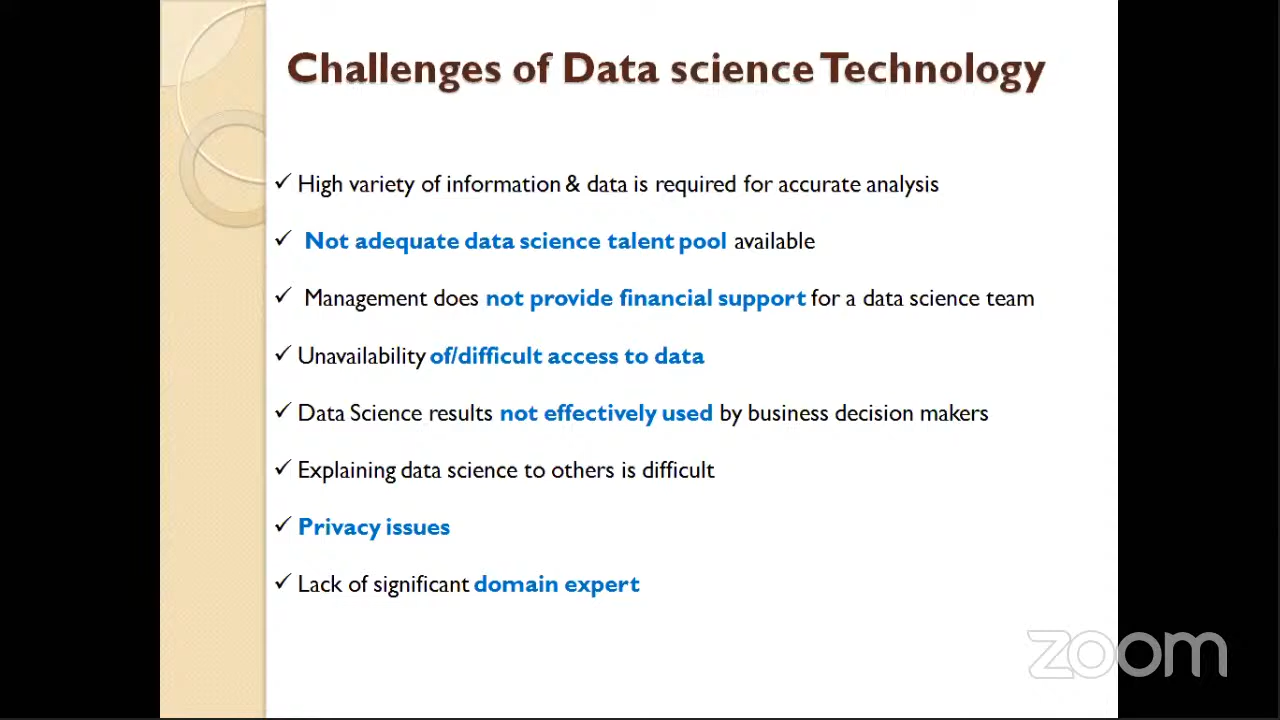 Challenges of Data science Technology
✓ High variety of information & data is required for accurate analysis
✓ Not adequate data science talent pool available
✓ Management does not provide financial support for a data science team
✓ Unavailability of/difficult access to data
✓ Data Science results not effectively used by business decision makers
✓ Explaining data science to others is difficult
✓ Privacy issues
✓ Lack of significant domain expert
zoom